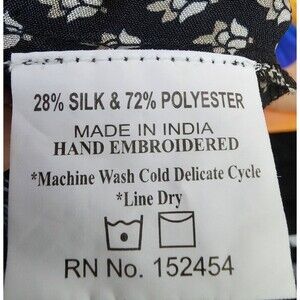 28% SILK & 72% POLYESTER
MADE IN INDIA
HAND EMBROIDERED
*Machine Wash Cold Delicate Cycle
*Line Dry
RN No. 152454